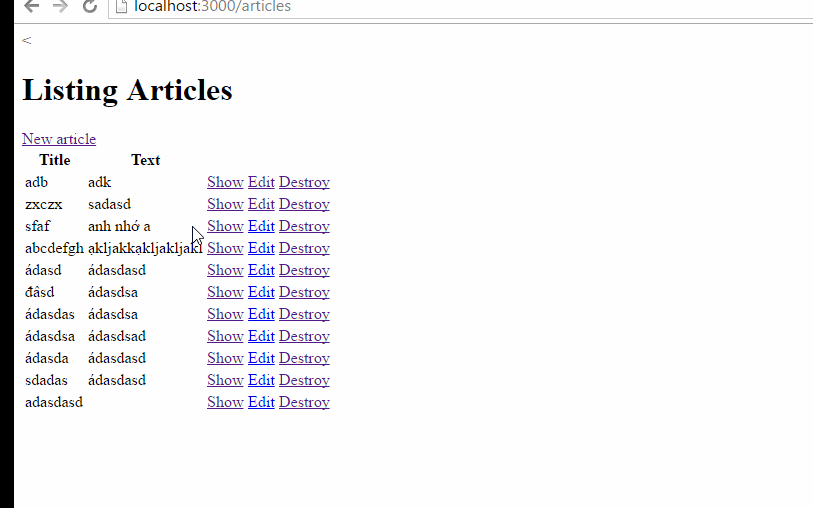 localhost:3000/articles
<
Listing Articles
New article
Title Text
adb adk Show Edit Destroy
zxczx sadasd Show Edit Destroy
sfaf anh nhớ a Show Edit Destroy
abcdefgh ạkljakkạkljakljakl Show Edit Destroy
ádasd ádasdasd Show Edit Destroy
đâsd ádasdsa Show Edit Destroy
ádasdas ádasdsa Show Edit Destroy
ádasdsa ádasdsad Show Edit Destroy
ádasda ádasdasd Show Edit Destroy
sdadas ádasdasd Show Edit Destroy
adasdasd Show Edit Destroy